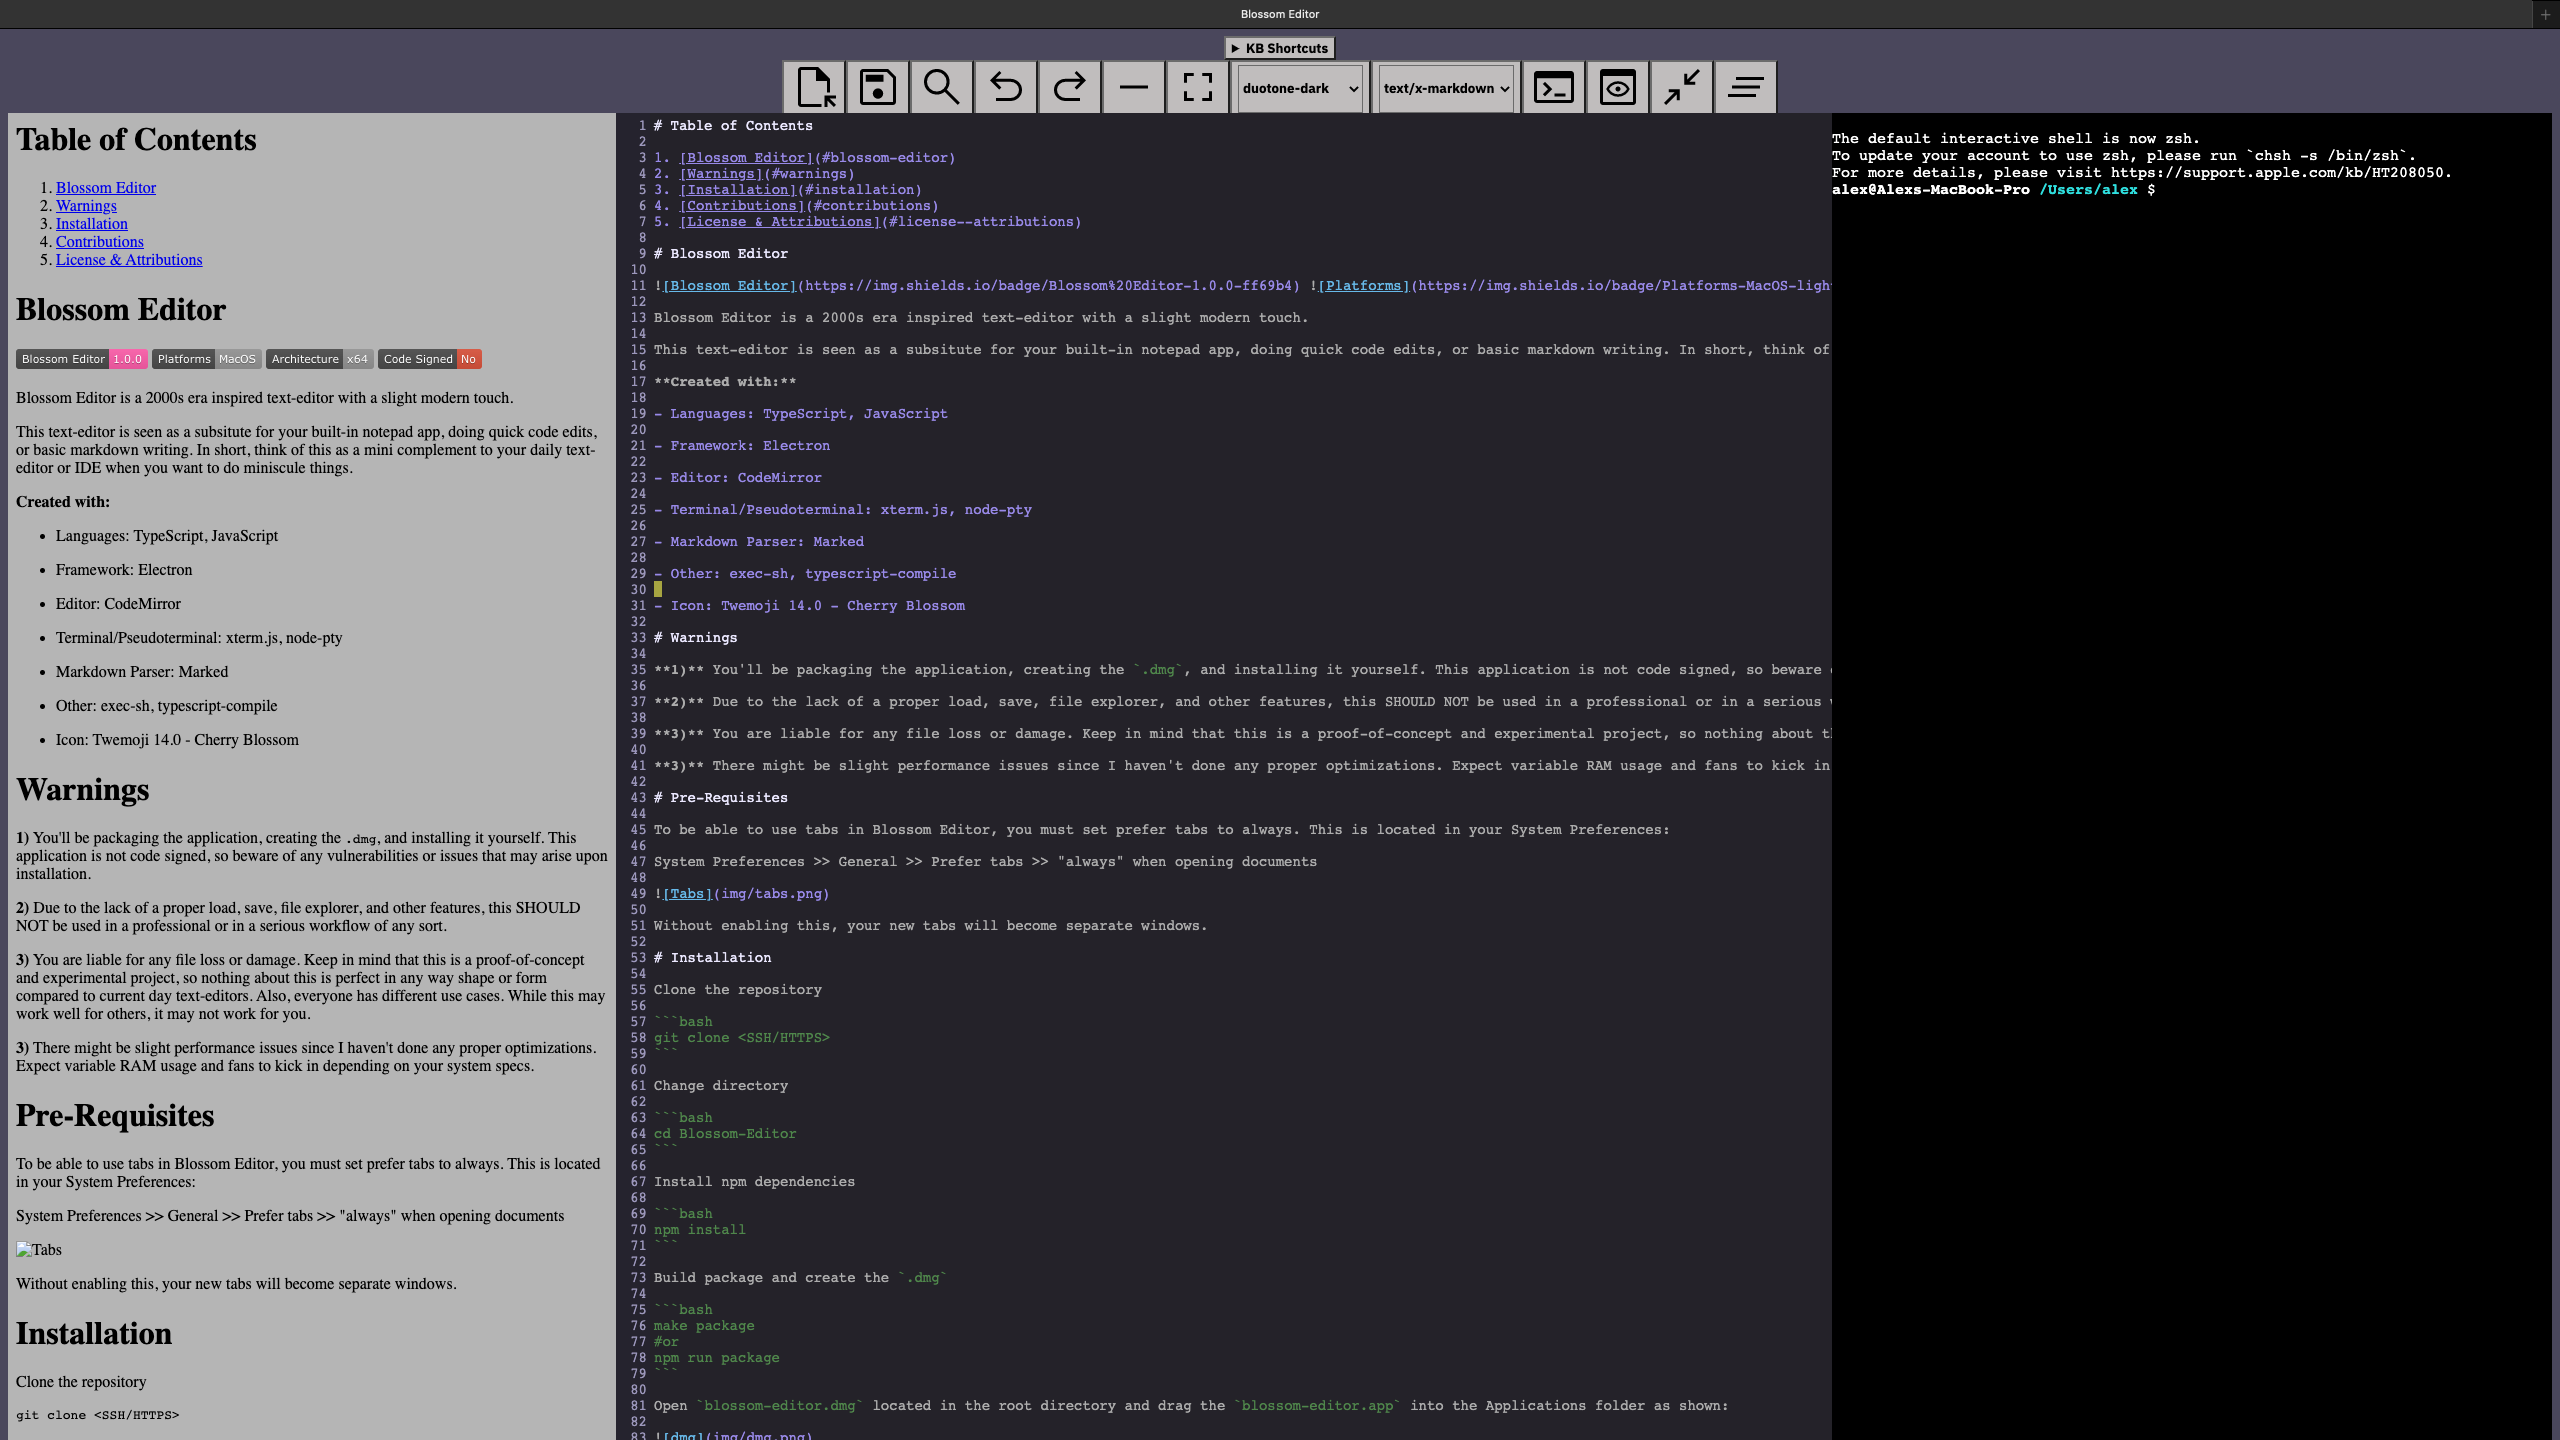 Blossom Editor
KB Shortcuts
duotone-dark
text/x-markdown
Table of Contents
1. Blossom Editor
2. Warnings
3. Installation
4. Contributions
5. License & Attributions
Blossom Editor
Blossom Editor 1.0.0 Platforms MacOS Architecture x64 Code Signed No
Blossom Editor is a 2000s era inspired text-editor with a slight modern touch.
This text-editor is seen as a subsitute for your built-in notepad app, doing quick code edits,
or basic markdown writing. In short, think of this as a mini complement to your daily text-
editor or IDE when you want to do miniscule things.
Created with:
• Languages: TypeScript, JavaScript
• Framework: Electron
• Editor: CodeMirror
• Terminal/Pseudoterminal: xterm.js, node-pty
• Markdown Parser: Marked
• Other: exec-sh, typescript-compile
• Icon: Twemoji 14.0 - Cherry Blossom
Warnings
1) You'll be packaging the application, creating the .dmg, and installing it yourself. This
application is not code signed, so beware of any vulnerabilities or issues that may arise upon
installation.
2) Due to the lack of a proper load, save, file explorer, and other features, this SHOULD
NOT be used in a professional or in a serious workflow of any sort.
3) You are liable for any file loss or damage. Keep in mind that this is a proof-of-concept
and experimental project, so nothing about this is perfect in any way shape or form
compared to current day text-editors. Also, everyone has different use cases. While this may
work well for others, it may not work for you.
3) There might be slight performance issues since I haven't done any proper optimizations.
Expect variable RAM usage and fans to kick in depending on your system specs.
Pre-Requisites
To be able to use tabs in Blossom Editor, you must set prefer tabs to always. This is located
in your System Preferences:
System Preferences >> General >> Prefer tabs >> "always" when opening documents
Tabs
Without enabling this, your new tabs will become separate windows.
Installation
Clone the repository
git clone <SSH/HTTPS>
1 # Table of Contents
2
3 1. [Blossom Editor](#blossom-editor)
4 2. [Warnings](#warnings)
5 3. [Installation](#installation)
6 4. [Contributions](#contributions)
7 5. [License & Attributions](#license--attributions)
8
9 # Blossom Editor
10
11 ![Blossom Editor](https://img.shields.io/badge/Blossom%20Editor-1.0.0-ff69b4) ![Platforms](https://img.shields.io/badge/Platforms-MacOS-ligh
12
13 Blossom Editor is a 2000s era inspired text-editor with a slight modern touch.
14
15 This text-editor is seen as a subsitute for your built-in notepad app, doing quick code edits, or basic markdown writing. In short, think of
16
17 **Created with:**
18
19 - Languages: TypeScript, JavaScript
20
21 - Framework: Electron
22
23 - Editor: CodeMirror
24
25 - Terminal/Pseudoterminal: xterm.js, node-pty
26
27 - Markdown Parser: Marked
28
29 - Other: exec-sh, typescript-compile
30
31 - Icon: Twemoji 14.0 - Cherry Blossom
32
33 # Warnings
34
35 **1)** You'll be packaging the application, creating the `.dmg`, and installing it yourself. This application is not code signed, so beware
36
37 **2)** Due to the lack of a proper load, save, file explorer, and other features, this SHOULD NOT be used in a professional or in a serious
38
39 **3)** You are liable for any file loss or damage. Keep in mind that this is a proof-of-concept and experimental project, so nothing about
40
41 **3)** There might be slight performance issues since I haven't done any proper optimizations. Expect variable RAM usage and fans to kick in
42
43 # Pre-Requisites
44
45 To be able to use tabs in Blossom Editor, you must set prefer tabs to always. This is located in your System Preferences:
46
47 System Preferences >> General >> Prefer tabs >> "always" when opening documents
48
49 ![Tabs](img/tabs.png)
50
51 Without enabling this, your new tabs will become separate windows.
52
53 # Installation
54
55 Clone the repository
56
57 ```bash
58 git clone <SSH/HTTPS>
59 ```
60
61 Change directory
62
63 ```bash
64 cd Blossom-Editor
65 ```
66
67 Install npm dependencies
68
69 ```bash
70 npm install
71 ```
72
73 Build package and create the `.dmg`
74
75 ```bash
76 make package
77 #or
78 npm run package
79 ```
80
81 Open `blossom-editor.dmg` located in the root directory and drag the `blossom-editor.app` into the Applications folder as shown:
82
83 ![dmg](img/dmg.png)
The default interactive shell is now zsh.
To update your account to use zsh, please run `chsh -s /bin/zsh`.
For more details, please visit https://support.apple.com/kb/HT208050.
alex@Alexs-MacBook-Pro /Users/alex $